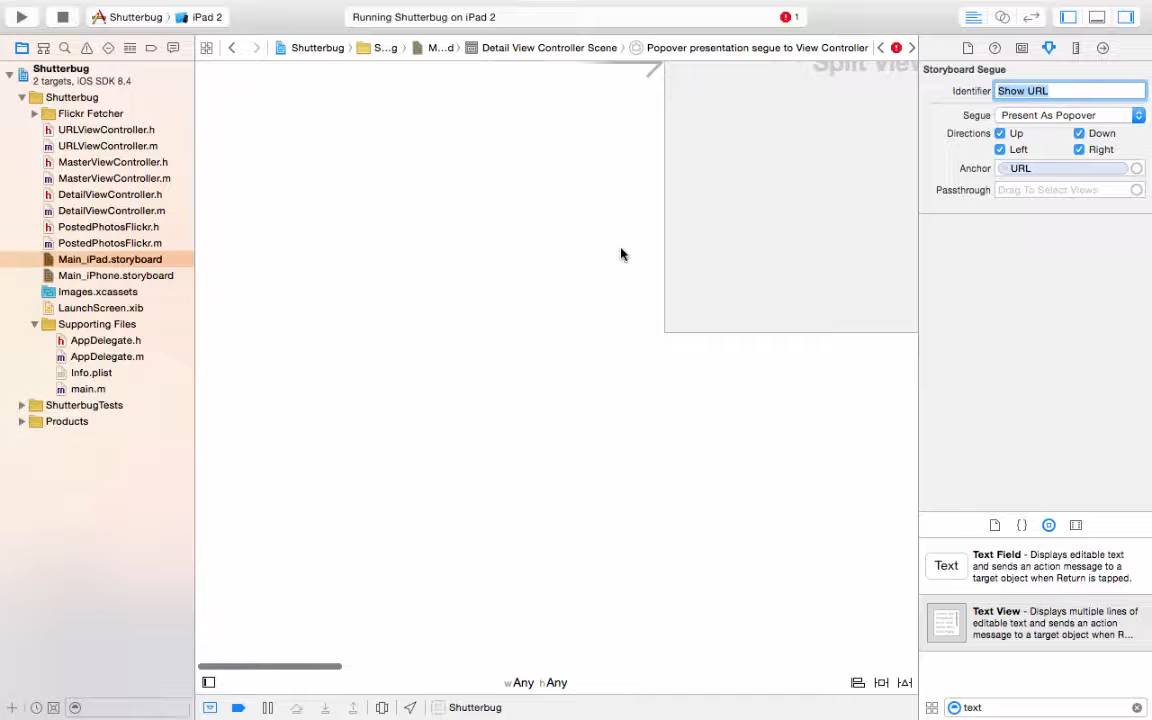 Shutterbug
iPad 2
Running Shutterbug on iPad 2
1
Shutterbug
S...g
M...d
Detail View Controller Scene
Popover presentation segue to View Controller
Shutterbug
2 targets, iOS SDK 8.4
Shutterbug
Flickr Fetcher
URLViewController.h
URLViewController.m
MasterViewController.h
MasterViewController.m
DetailViewController.h
DetailViewController.m
PostedPhotosFlickr.h
PostedPhotosFlickr.m
Main_iPad.storyboard
Main_iPhone.storyboard
Images.xcassets
LaunchScreen.xib
Supporting Files
AppDelegate.h
AppDelegate.m
Info.plist
main.m
ShutterbugTests
Products
Split View
Storyboard Segue
Identifier Show URL
Segue Present As Popover
Directions Up Down
Left Right
Anchor URL
Passthrough Drag To Select Views
Text
Text Field - Displays editable text
and sends an action message to a
target object when Return is tapped.
Text View - Displays multiple lines of
editable text and sends an action
message to a target object when R...
wAny hAny
Shutterbug
text